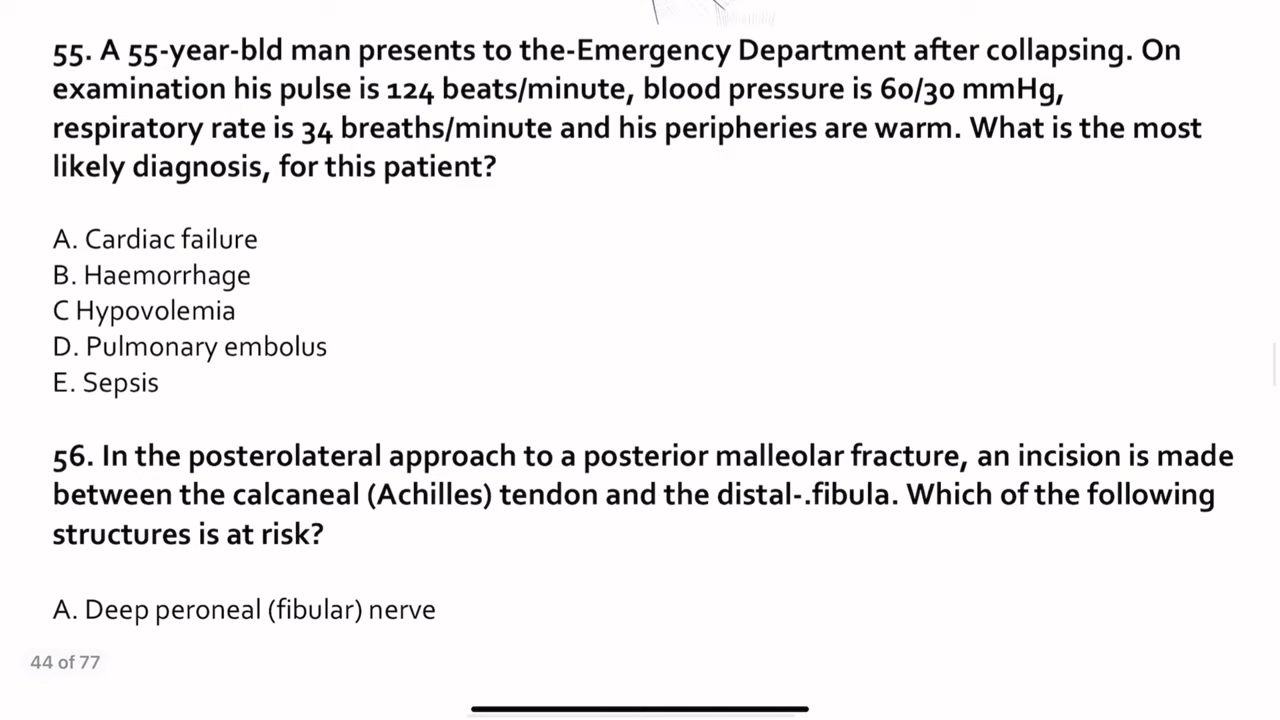 55. A 55-year-bld man presents to the-Emergency Department after collapsing. On
examination his pulse is 124 beats/minute, blood pressure is 60/30 mmHg,
respiratory rate is 34 breaths/minute and his peripheries are warm. What is the most
likely diagnosis, for this patient?
A. Cardiac failure
B. Haemorrhage
C Hypovolemia
D. Pulmonary embolus
E. Sepsis
56. In the posterolateral approach to a posterior malleolar fracture, an incision is made
between the calcaneal (Achilles) tendon and the distal-.fibula. Which of the following
structures is at risk?
A. Deep peroneal (fibular) nerve
44 of 77